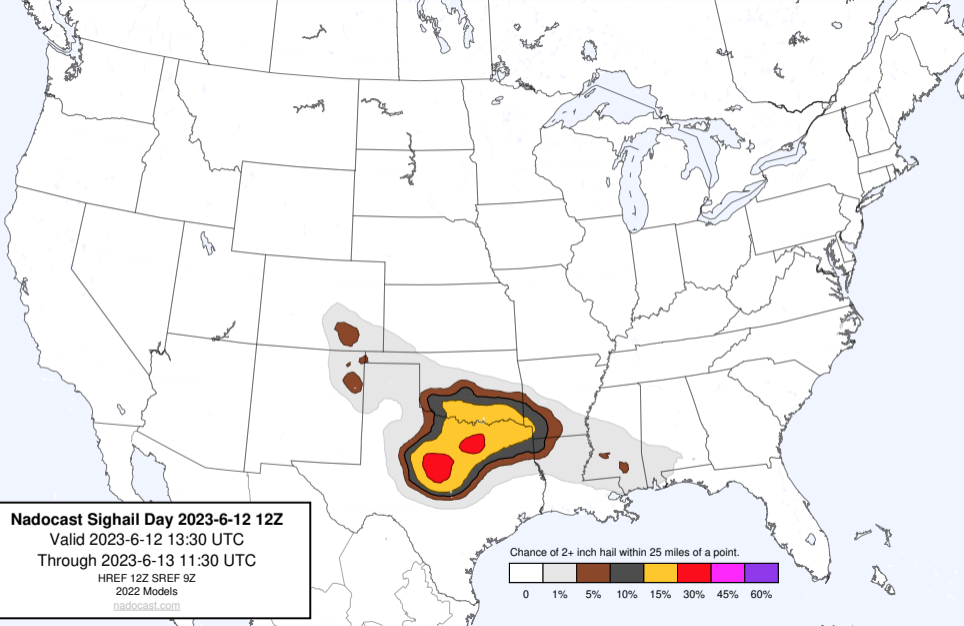 Nadocast Sighail Day 2023-6-12 12Z
Valid 2023-6-12 13:30 UTC
Through 2023-6-13 11:30 UTC
HREF 12Z SREF 9Z
2022 Models
nadocast.com
Chance of 2+ inch hail within 25 miles of a point.
0 1% 5% 10% 15% 30% 45% 60%